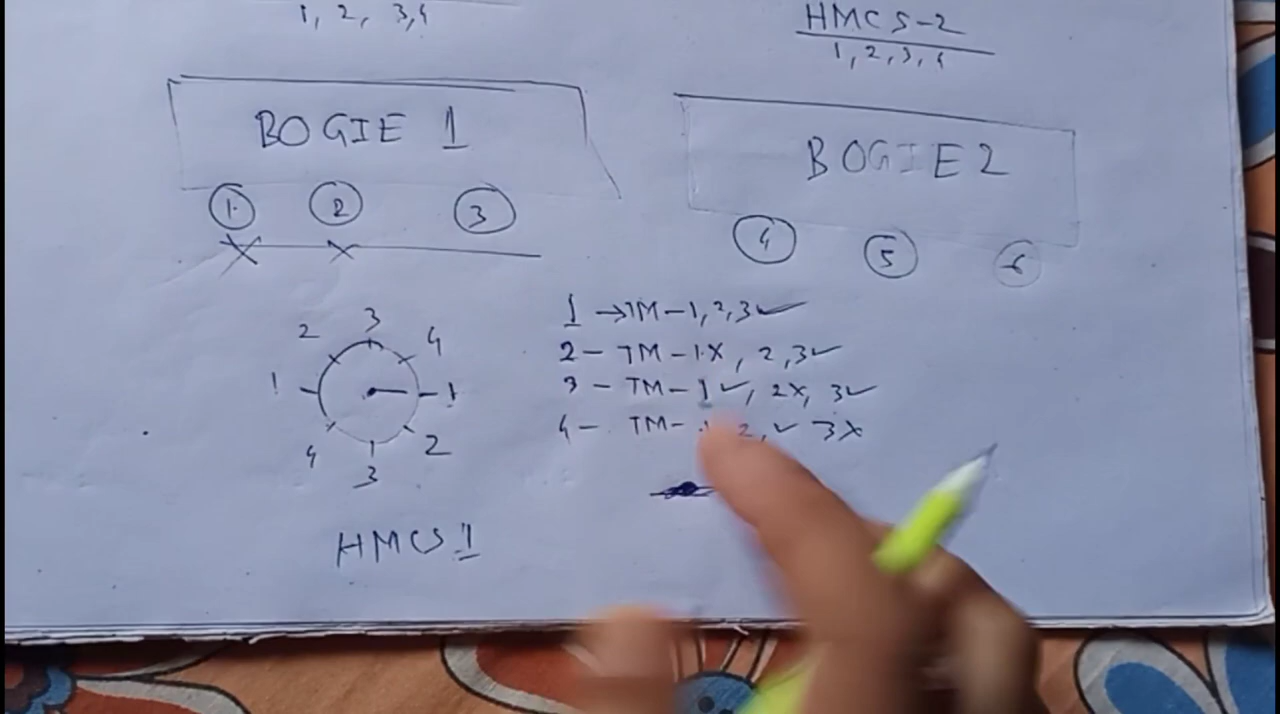 1, 2, 3,4
HMCS-2
1,2,3,4
BOGIE 1
BOGIE 2
1 2 3
4 5 6
3
2 4
1 1
4 2
3
HMCS 1
1 →TM-1,2,3✓
2- TM-1X, 2,3✓
3 - TM-1✓, 2X, 3✓
4 - TM- 2,✓ 3X